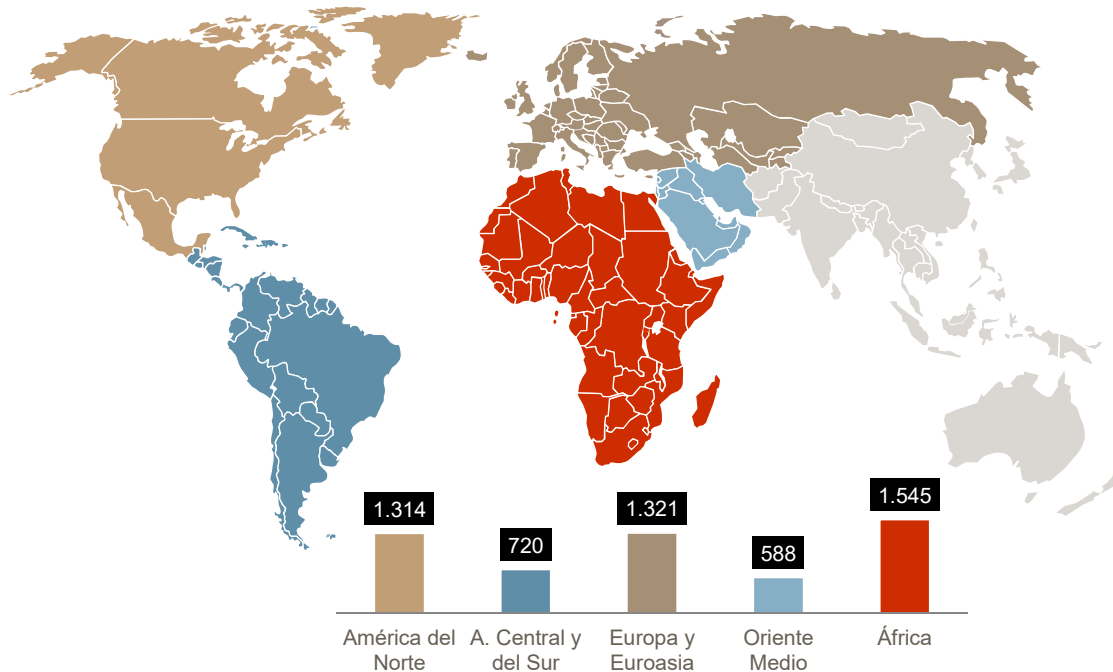 1.314
720
1.321
588
1.545
América del
Norte
A. Central y
del Sur
Europa y
Euroasia
Oriente
Medio
África